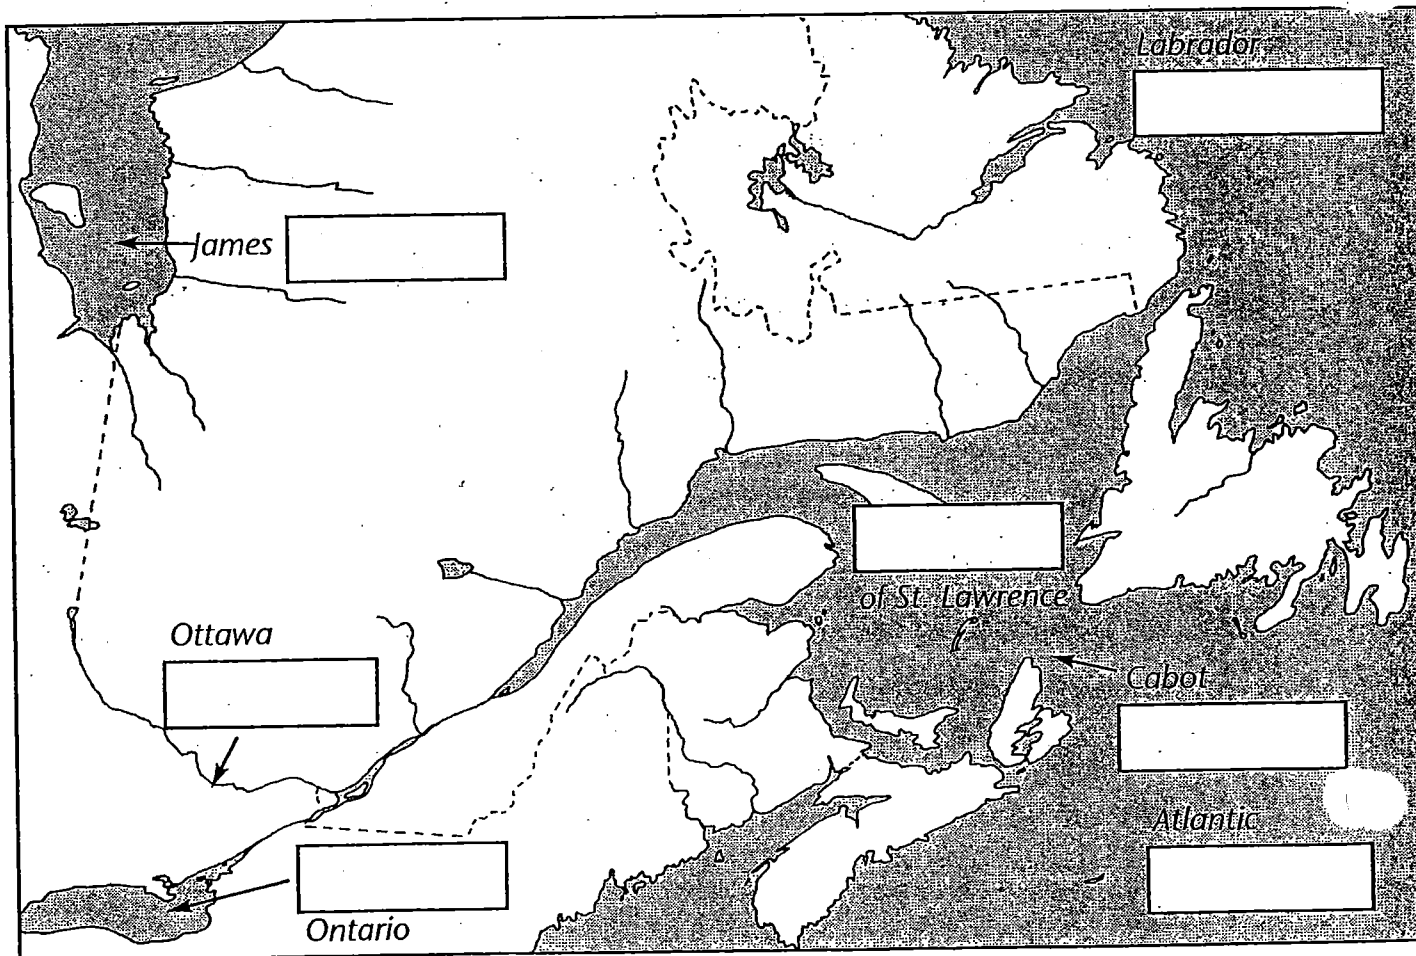 Labrador
James
of St. Lawrence
Ottawa
Cabot
Atlantic
Ontario